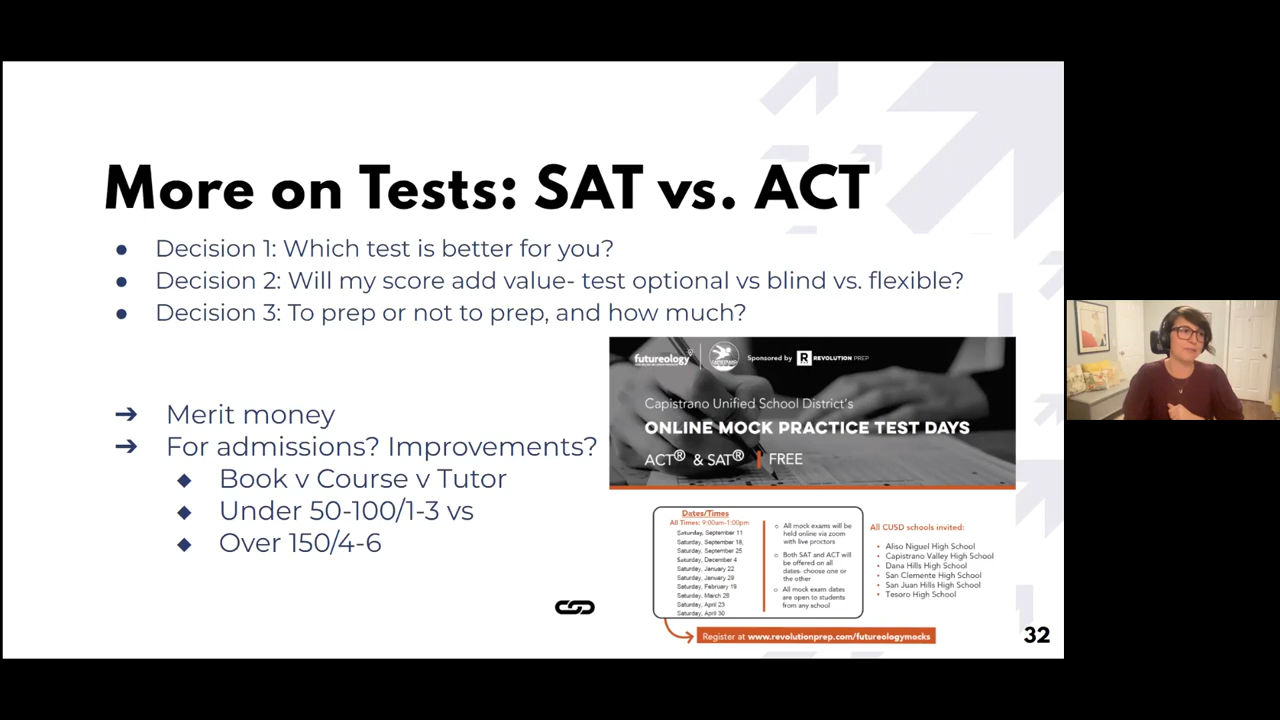 More on Tests: SAT vs. ACT
● Decision 1: Which test is better for you?
● Decision 2: Will my score add value- test optional vs blind vs. flexible?
● Decision 3: To prep or not to prep, and how much?
➔ Merit money
➔ For admissions? Improvements?
◆ Book v Course v Tutor
◆ Under 50-100/1-3 vs
◆ Over 150/4-6
futureology
CAPISTRANO
Sponsored by R REVOLUTION PREP
Capistrano Unified School District's
ONLINE MOCK PRACTICE TEST DAYS
ACT® & SAT® | FREE
Dates/Times
All Times: 9:00am-1:00pm
Saturday, September 11
Saturday, September 18,
Saturday, September 25
Saturday, December 4
Saturday, January 22
Saturday, January 29
Saturday, February 19
Saturday, March 26
Saturday, April 23
Saturday, April 30
○ All mock exams will be
held online via zoom
with live proctors
○ Both SAT and ACT will
be offered on all
dates- choose one or
the other
○ All mock exam dates
are open to students
from any school
All CUSD schools invited:
• Aliso Niguel High School
• Capistrano Valley High School
• Dana Hills High School
• San Clemente High School
• San Juan Hills High School
• Tesoro High School
Register at www.revolutionprep.com/futureologymocks
32